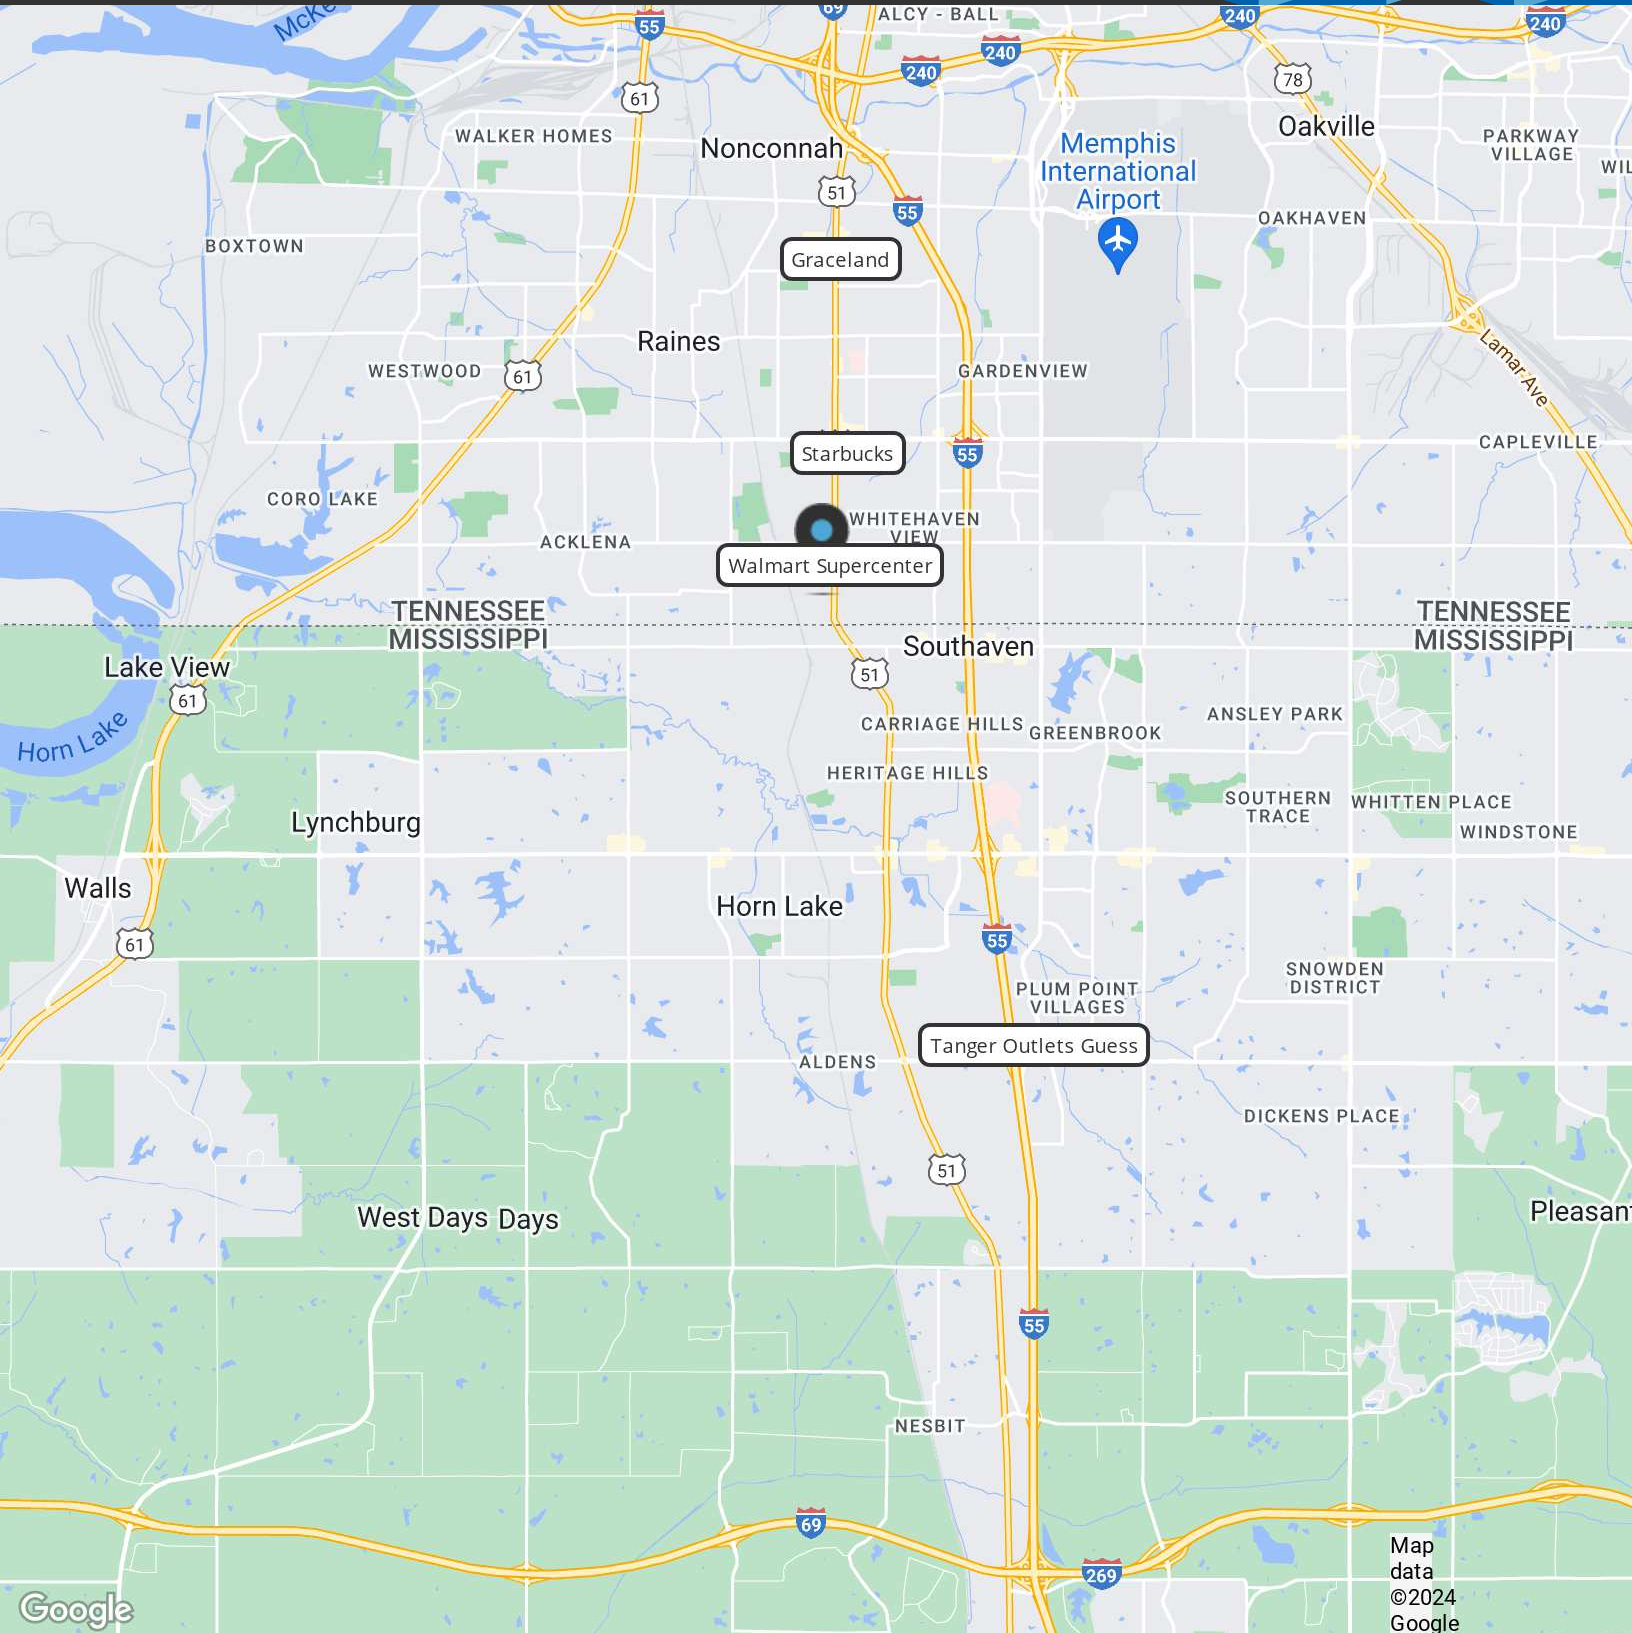 McKe
55
69
ALCY - BALL
240
240
240
240
61
78
WALKER HOMES
Nonconnah
Memphis
International
Airport
Oakville
PARKWAY
VILLAGE
WIL
51
55
BOXTOWN
OAKHAVEN
Graceland
Raines
WESTWOOD
61
GARDENVIEW
Lamar Ave
Starbucks
55
CAPLEVILLE
CORO LAKE
ACKLENA
WHITEHAVEN
VIEW
Walmart Supercenter
TENNESSEE
MISSISSIPPI
TENNESSEE
MISSISSIPPI
Southaven
Lake View
61
51
Horn Lake
CARRIAGE HILLS
GREENBROOK
ANSLEY PARK
HERITAGE HILLS
SOUTHERN
TRACE
WHITTEN PLACE
WINDSTONE
Lynchburg
Walls
Horn Lake
61
55
SNOWDEN
DISTRICT
PLUM POINT
VILLAGES
Tanger Outlets Guess
ALDENS
DICKENS PLACE
51
West Days
Days
Pleasant
55
NESBIT
69
269
Map
data
©2024
Google
Google